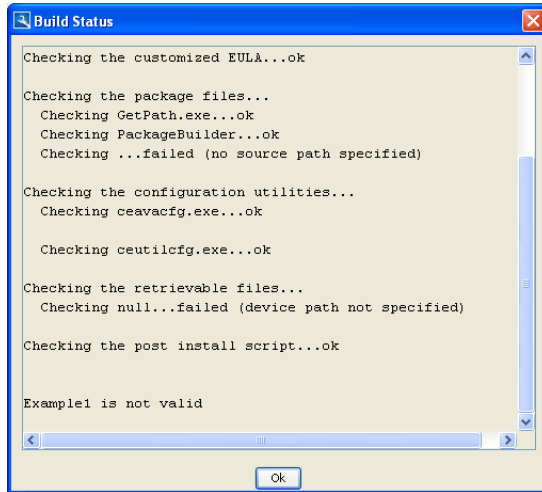 Build Status
Checking the customized EULA...ok
Checking the package files...
Checking GetPath.exe...ok
Checking PackageBuilder...ok
Checking ...failed (no source path specified)
Checking the configuration utilities...
Checking ceavacfg.exe...ok
Checking ceutilcfg.exe...ok
Checking the retrievable files...
Checking null...failed (device path not specified)
Checking the post install script...ok
Example1 is not valid
Ok